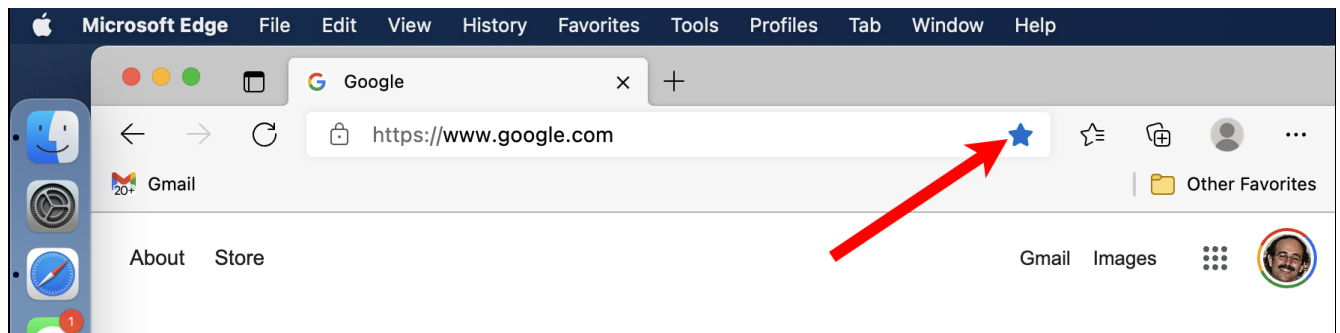 Microsoft Edge File Edit View History Favorites Tools Profiles Tab Window Help
Google
https://www.google.com
20+ Gmail
Other Favorites
About Store
Gmail Images
1